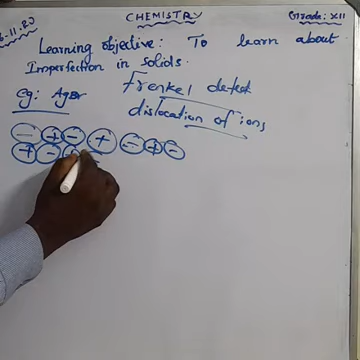 6-11-20 CHEMISTRY Grade: XII
Learning objective: To learn about
Imperfection in solids.
Frenkel defect
Eg: AgBr
dislocation of ions
- + - + - + -
+ - +